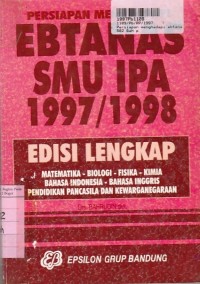 PERSIAPAN
EBTANAS
SMU IPA
1997/1998
EDISI LENGKAP
MATEMATIKA - BIOLOGI - FISIKA - KIMIA
BAHASA INDONESIA - BAHASA INGGRIS
PENDIDIKAN PANCASILA DAN KEWARGANEGARAAN
EPSILON GRUP BANDUNG